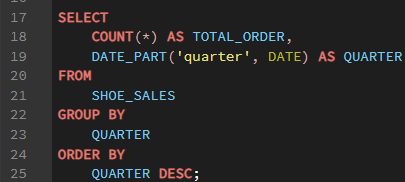 17 SELECT
18 COUNT(*) AS TOTAL_ORDER,
19 DATE_PART('quarter', DATE) AS QUARTER
20 FROM
21 SHOE_SALES
22 GROUP BY
23 QUARTER
24 ORDER BY
25 QUARTER DESC;